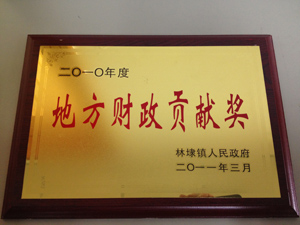 二〇一〇年度
地方财政贡献奖
林埭镇人民政府
二〇一一年三月